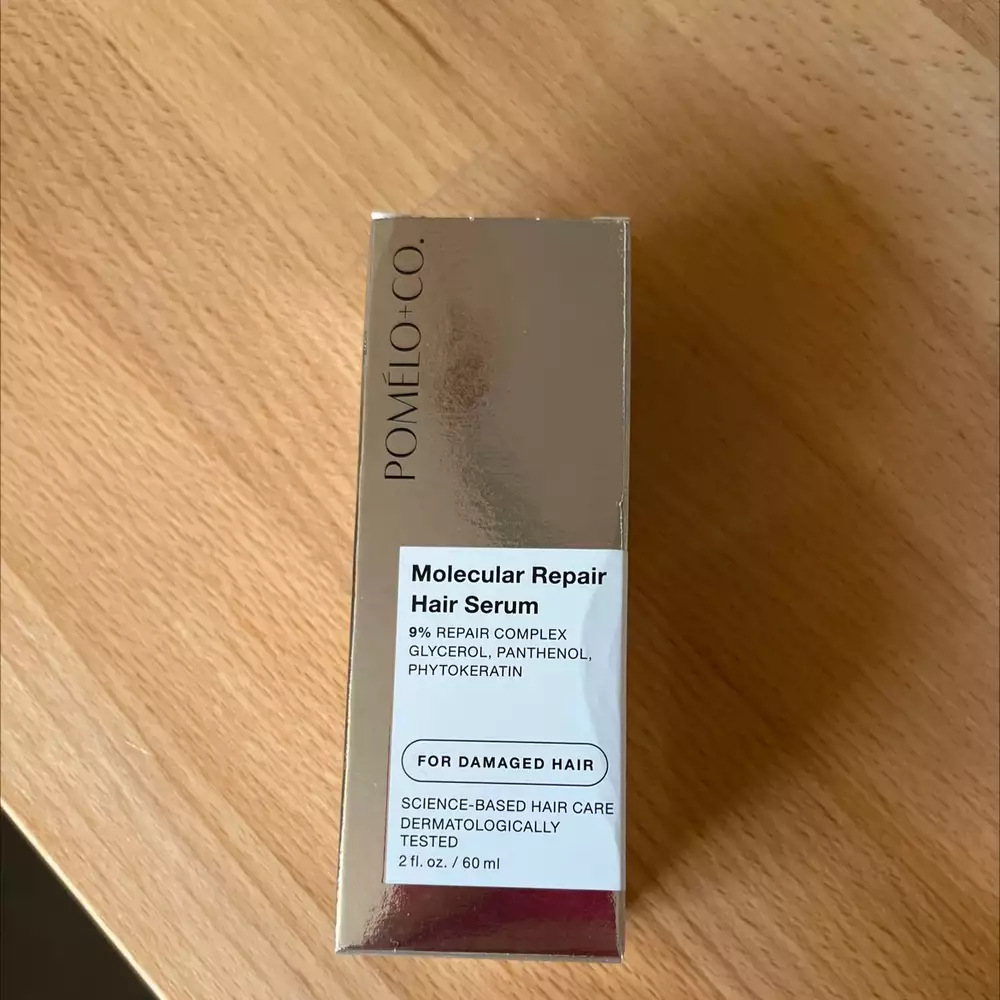 POMÉLO+CO.
Molecular Repair
Hair Serum
9% REPAIR COMPLEX
GLYCEROL, PANTHENOL,
PHYTOKERATIN
FOR DAMAGED HAIR
SCIENCE-BASED HAIR CARE
DERMATOLOGICALLY
TESTED
2 fl. oz. / 60 ml